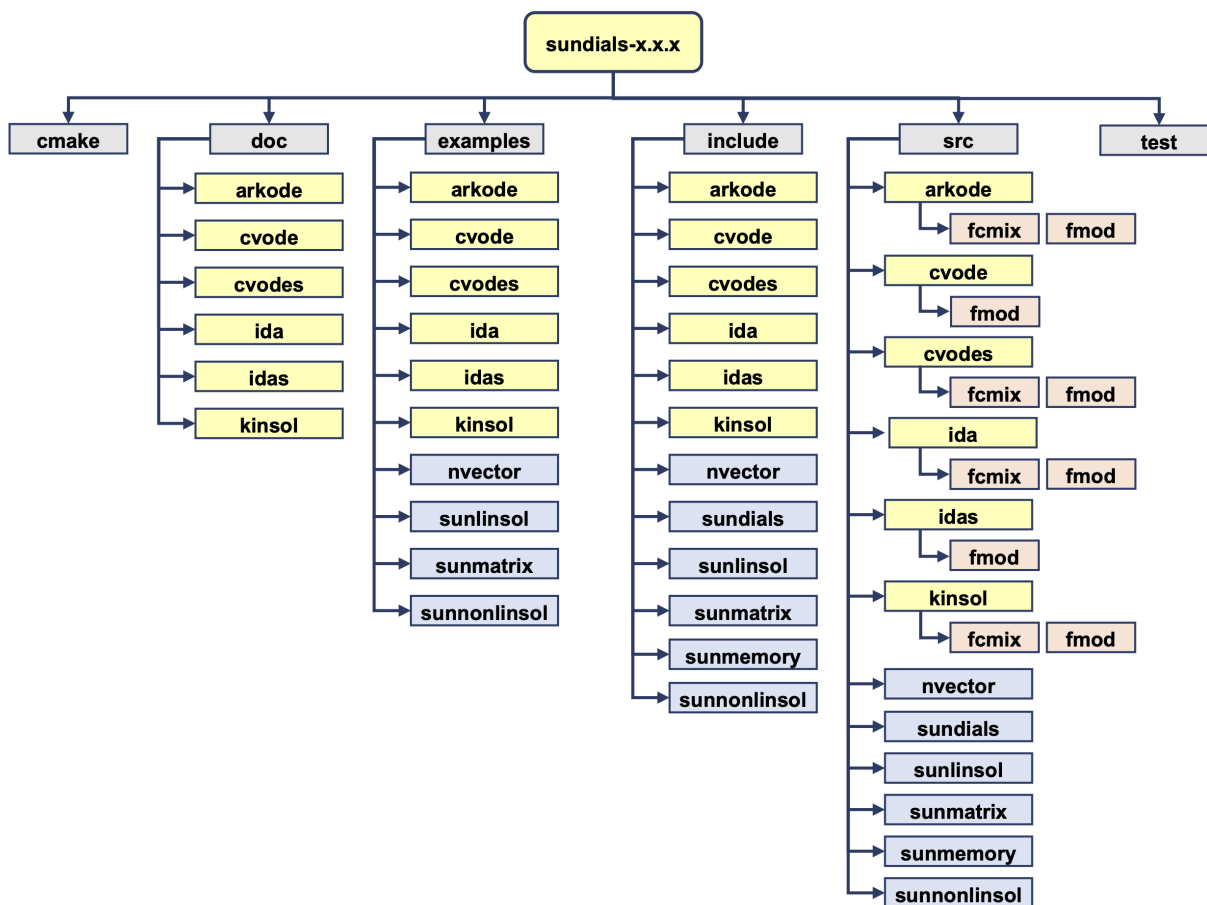 sundials-x.x.x
cmake
doc
examples
include
src
test
arkode
cvode
cvodes
ida
idas
kinsol
arkode
cvode
cvodes
ida
idas
kinsol
nvector
sunlinsol
sunmatrix
sunnonlinsol
arkode
cvode
cvodes
ida
idas
kinsol
nvector
sundials
sunlinsol
sunmatrix
sunmemory
sunnonlinsol
arkode
fcmix fmod
cvode
fmod
cvodes
fcmix fmod
ida
fcmix fmod
idas
fmod
kinsol
fcmix fmod
nvector
sundials
sunlinsol
sunmatrix
sunmemory
sunnonlinsol